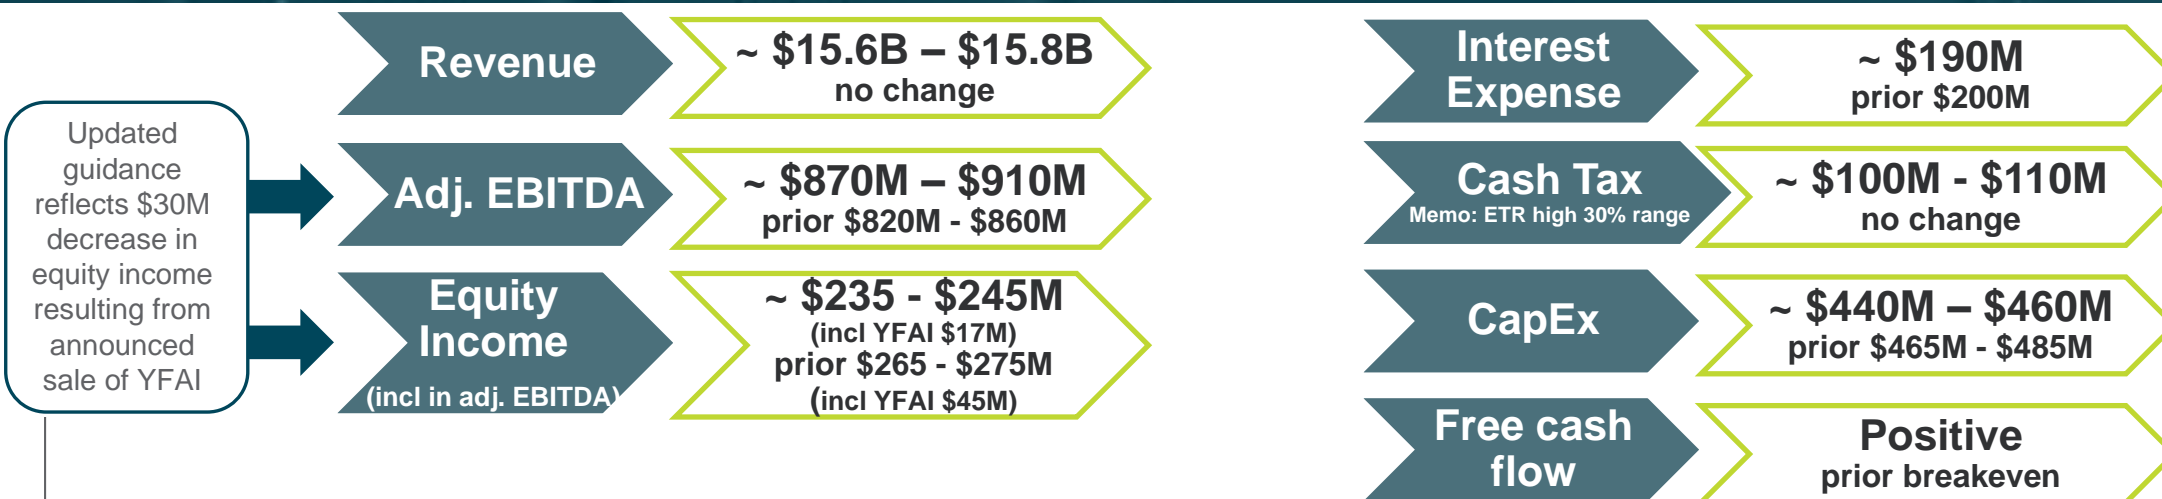 Updated
guidance
reflects $30M
decrease in
equity income
resulting from
announced
sale of YFAI
Revenue
~ $15.6B – $15.8B
no change
Adj. EBITDA
~ $870M – $910M
prior $820M - $860M
Equity
Income
(incl in adj. EBITDA)
~ $235 - $245M
(incl YFAI $17M)
prior $265 - $275M
(incl YFAI $45M)
Interest
Expense
~ $190M
prior $200M
Cash Tax
Memo: ETR high 30% range
~ $100M - $110M
no change
CapEx
~ $440M – $460M
prior $465M - $485M
Free cash
flow
Positive
prior breakeven